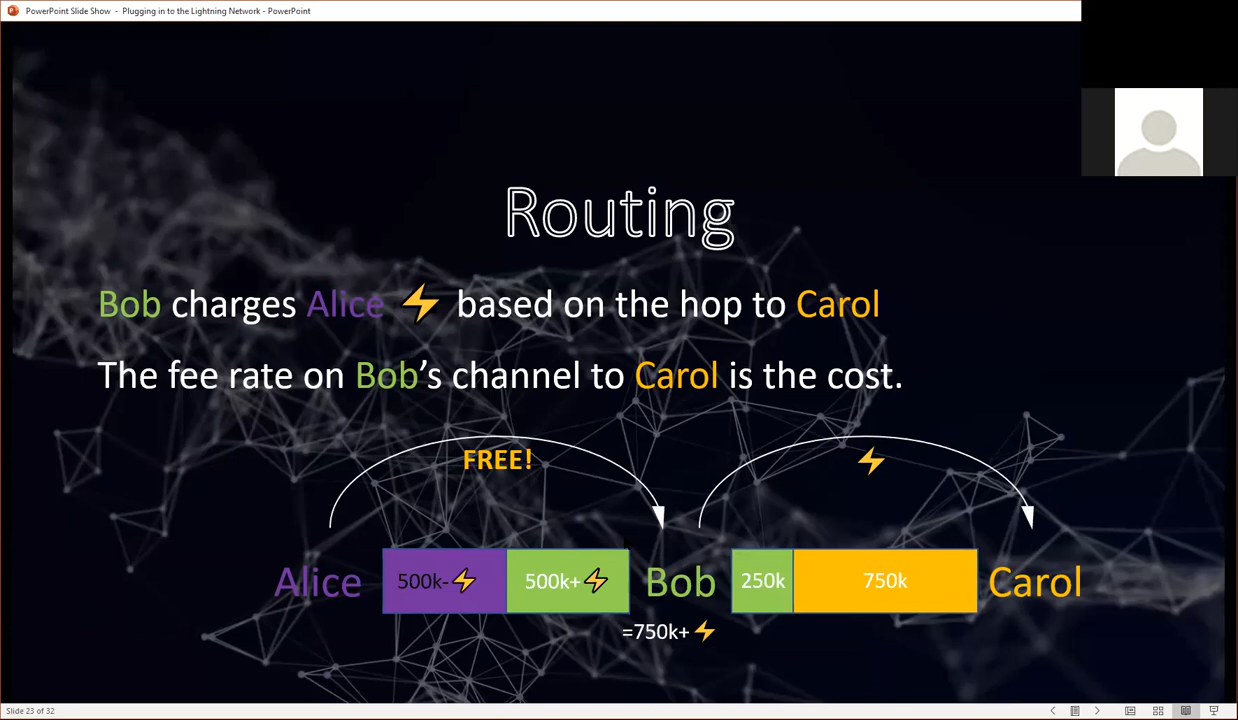 PowerPoint Slide Show - Plugging in to the Lightning Network - PowerPoint
Routing
Bob charges Alice ⚡ based on the hop to Carol
The fee rate on Bob’s channel to Carol is the cost.
FREE! ⚡
Alice 500k-⚡ 500k+⚡ Bob 250k 750k Carol
=750k+⚡
Slide 23 of 32